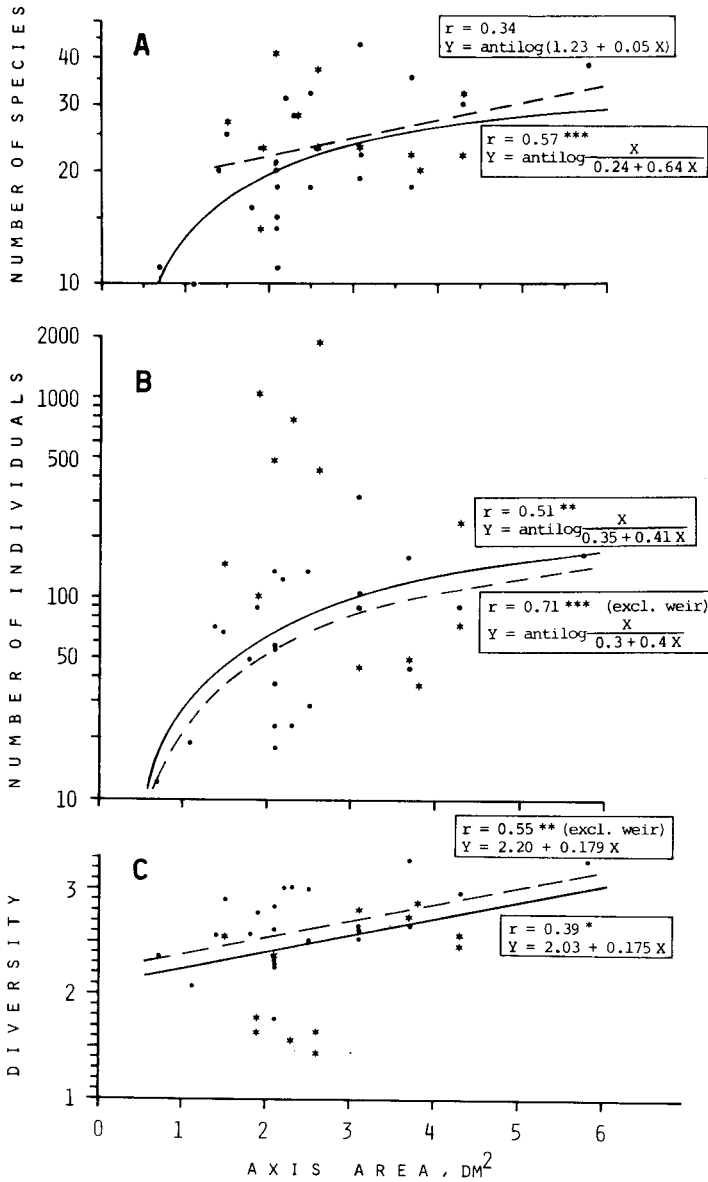 NUMBER OF SPECIES
A
40
30
20
10
r = 0.34
Y = antilog(1.23 + 0.05 X)
r = 0.57 ***
Y = antilog X / 0.24 + 0.64 X
NUMBER OF INDIVIDUALS
B
2000
1000
500
100
50
10
r = 0.51 **
Y = antilog X / 0.35 + 0.41 X
r = 0.71 *** (excl. weir)
Y = antilog X / 0.3 + 0.4 X
DIVERSITY
C
3
2
1
r = 0.55 ** (excl. weir)
Y = 2.20 + 0.179 X
r = 0.39 *
Y = 2.03 + 0.175 X
0 1 2 3 4 5 6
AXIS AREA, DM²